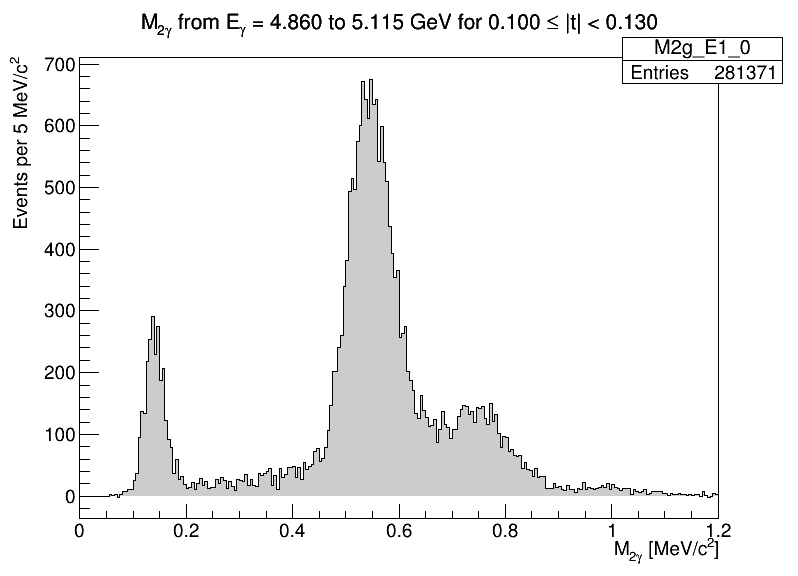 M2γ from Eγ = 4.860 to 5.115 GeV for 0.100 ≤ |t| < 0.130
M2g_E1_0
Entries 281371
Events per 5 MeV/c²
700
600
500
400
300
200
100
0
0 0.2 0.4 0.6 0.8 1 1.2
M2γ [MeV/c²]